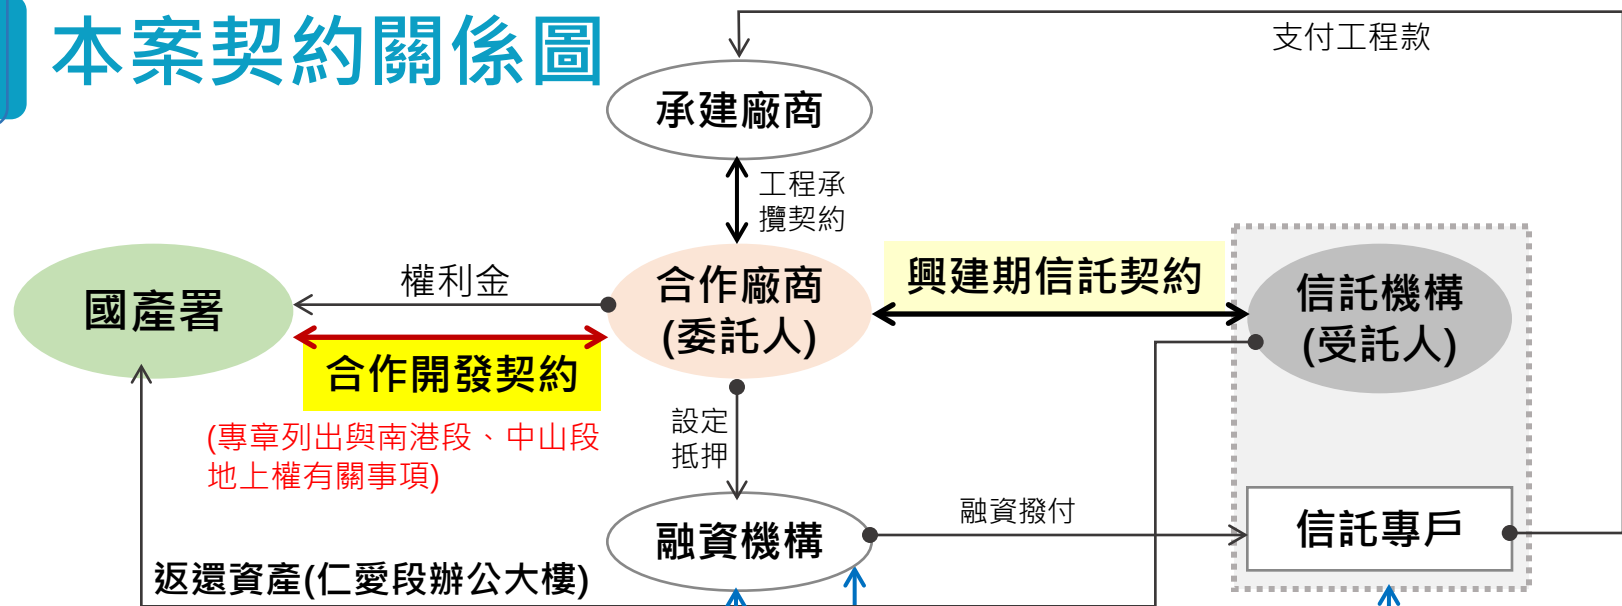 本案契約關係圖
支付工程款
承建廠商
工程承
攬契約
國產署
權利金
合作廠商
(委託人)
興建期信託契約
信託機構
(受託人)
合作開發契約
(專章列出與南港段、中山段
地上權有關事項)
設定
抵押
融資機構
融資撥付
信託專戶
返還資產(仁愛段辦公大樓)